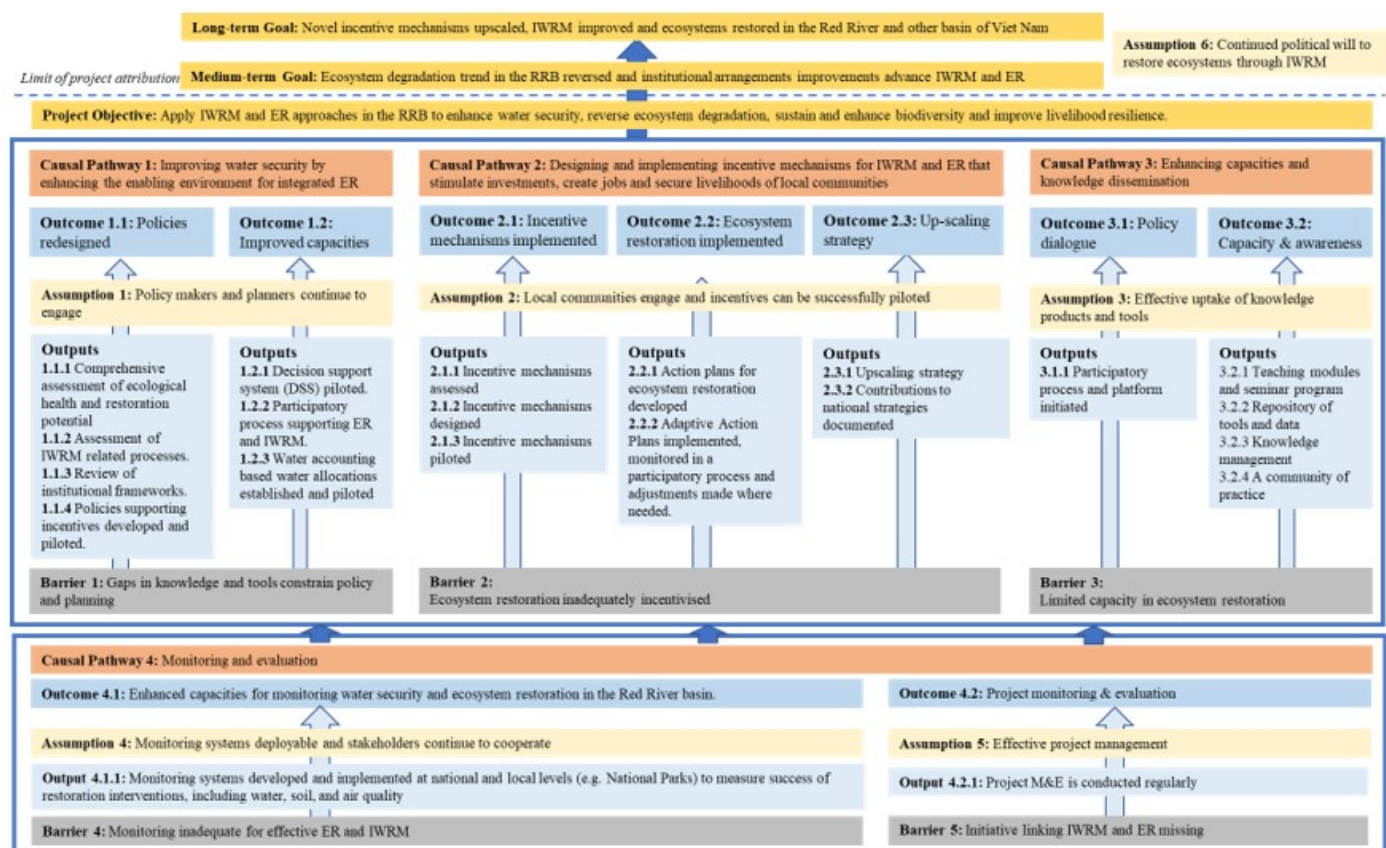 Long-term Goal: Novel incentive mechanisms upscaled, IWRM improved and ecosystems restored in the Red River and other basin of Viet Nam
Assumption 6: Continued political will to
restore ecosystems through IWRM
Limit of project attribution
Medium-term Goal: Ecosystem degradation trend in the RRB reversed and institutional arrangements improvements advance IWRM and ER
Project Objective: Apply IWRM and ER approaches in the RRB to enhance water security, reverse ecosystem degradation, sustain and enhance biodiversity and improve livelihood resilience.
Causal Pathway 1: Improving water security by
enhancing the enabling environment for integrated ER
Outcome 1.1: Policies
redesigned
Outcome 1.2:
Improved capacities
Assumption 1: Policy makers and planners continue to
engage
Outputs
1.1.1 Comprehensive
assessment of ecological
health and restoration
potential
1.1.2 Assessment of
IWRM related processes.
1.1.3 Review of
institutional frameworks.
1.1.4 Policies supporting
incentives developed and
piloted.
Outputs
1.2.1 Decision support
system (DSS) piloted.
1.2.2 Participatory
process supporting ER
and IWRM.
1.2.3 Water accounting
based water allocations
established and piloted
Barrier 1: Gaps in knowledge and tools constrain policy
and planning
Causal Pathway 2: Designing and implementing incentive mechanisms for IWRM and ER that
stimulate investments, create jobs and secure livelihoods of local communities
Outcome 2.1: Incentive
mechanisms implemented
Outcome 2.2: Ecosystem
restoration implemented
Outcome 2.3: Up-scaling
strategy
Assumption 2: Local communities engage and incentives can be successfully piloted
Outputs
2.1.1 Incentive mechanisms
assessed
2.1.2 Incentive mechanisms
designed
2.1.3 Incentive mechanisms
piloted
Outputs
2.2.1 Action plans for
ecosystem restoration
developed
2.2.2 Adaptive Action
Plans implemented,
monitored in a
participatory process and
adjustments made where
needed.
Outputs
2.3.1 Upscaling strategy
2.3.2 Contributions to
national strategies
documented
Barrier 2:
Ecosystem restoration inadequately incentivised
Causal Pathway 3: Enhancing capacities and
knowledge dissemination
Outcome 3.1: Policy
dialogue
Outcome 3.2:
Capacity & awareness
Assumption 3: Effective uptake of knowledge
products and tools
Outputs
3.1.1 Participatory
process and platform
initiated
Outputs
3.2.1 Teaching modules
and seminar program
3.2.2 Repository of
tools and data
3.2.3 Knowledge
management
3.2.4 A community of
practice
Barrier 3:
Limited capacity in ecosystem restoration
Causal Pathway 4: Monitoring and evaluation
Outcome 4.1: Enhanced capacities for monitoring water security and ecosystem restoration in the Red River basin.
Assumption 4: Monitoring systems deployable and stakeholders continue to cooperate
Output 4.1.1: Monitoring systems developed and implemented at national and local levels (e.g. National Parks) to measure success of
restoration interventions, including water, soil, and air quality
Barrier 4: Monitoring inadequate for effective ER and IWRM
Outcome 4.2: Project monitoring & evaluation
Assumption 5: Effective project management
Output 4.2.1: Project M&E is conducted regularly
Barrier 5: Initiative linking IWRM and ER missing